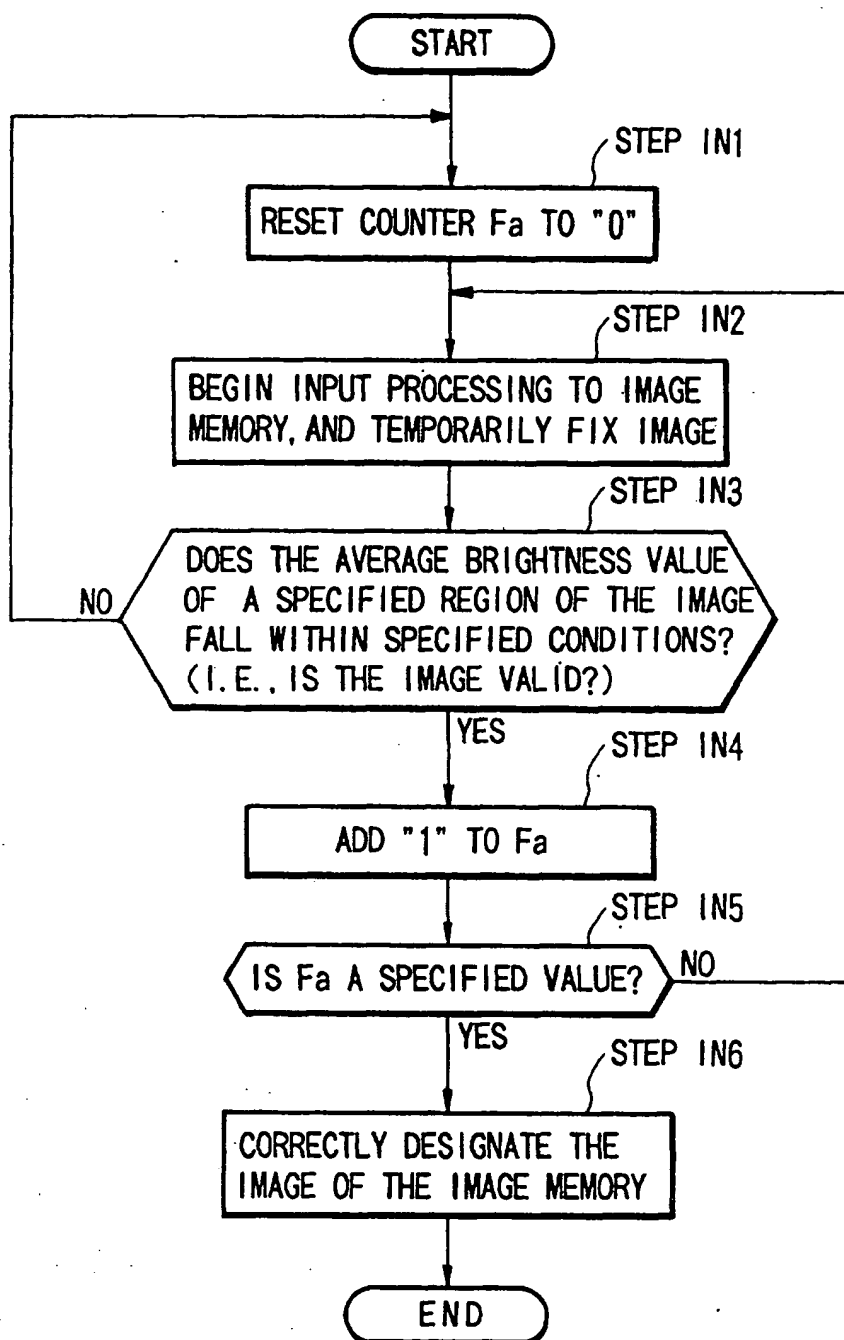 START
STEP IN1
RESET COUNTER Fa TO "0"
STEP IN2
BEGIN INPUT PROCESSING TO IMAGE
MEMORY, AND TEMPORARILY FIX IMAGE
STEP IN3
DOES THE AVERAGE BRIGHTNESS VALUE
OF A SPECIFIED REGION OF THE IMAGE
FALL WITHIN SPECIFIED CONDITIONS?
(I.E., IS THE IMAGE VALID?)
NO
YES
STEP IN4
ADD "1" TO Fa
STEP IN5
IS Fa A SPECIFIED VALUE?
NO
YES
STEP IN6
CORRECTLY DESIGNATE THE
IMAGE OF THE IMAGE MEMORY
END